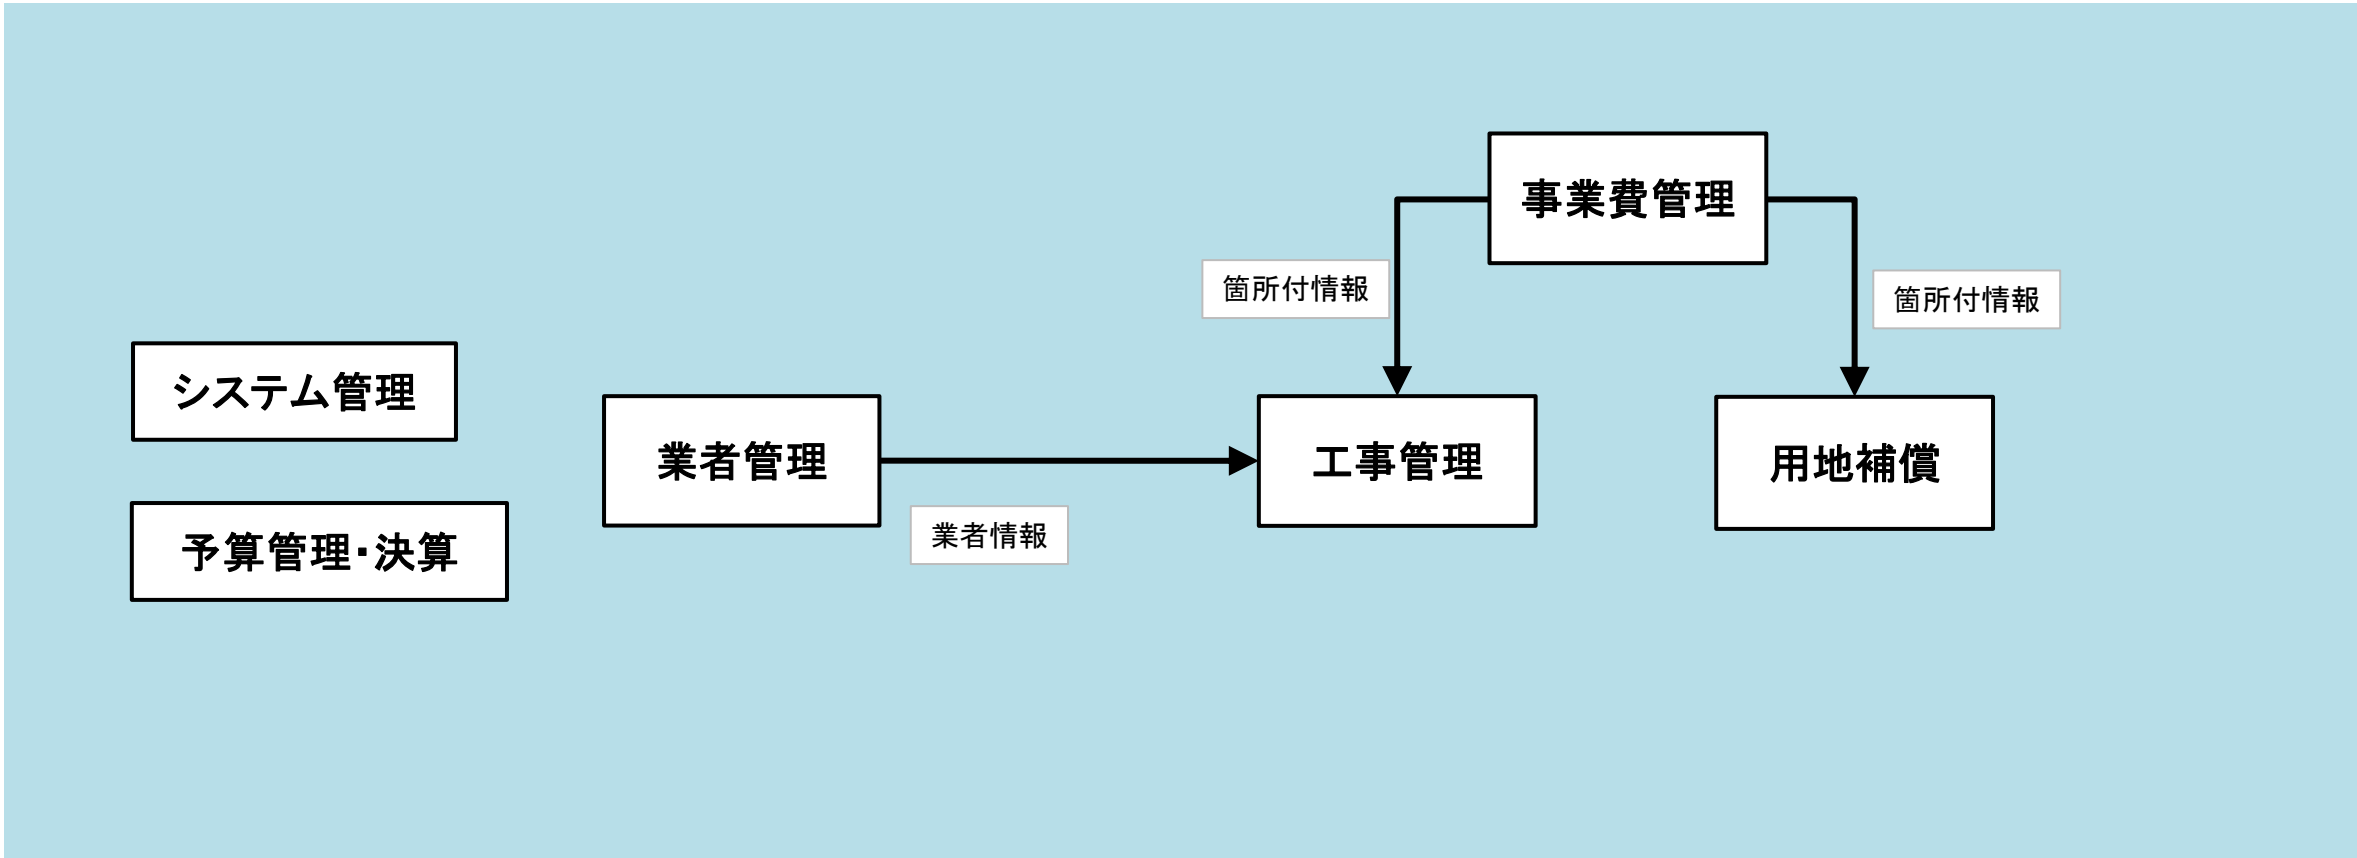 事業費管理
箇所付情報
箇所付情報
システム管理
業者管理
工事管理
用地補償
予算管理・決算
業者情報